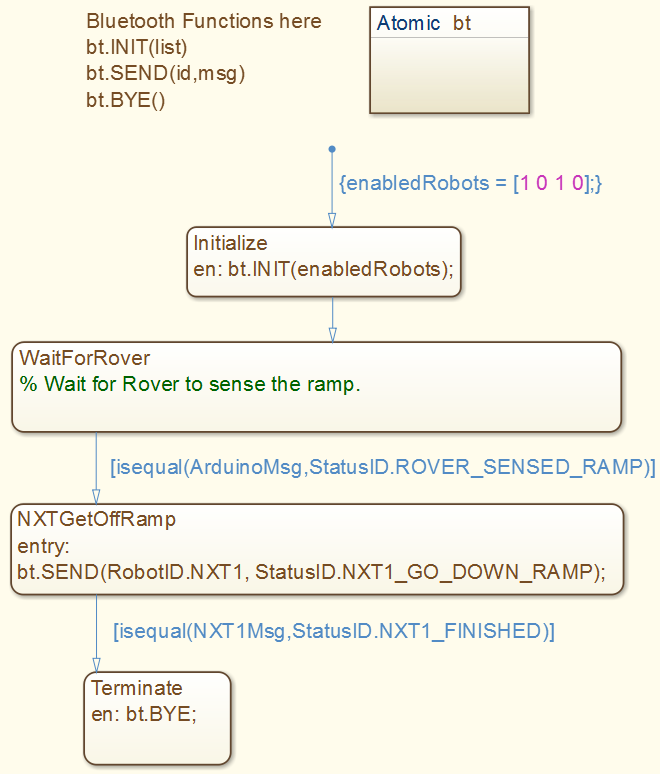 Bluetooth Functions here
bt.INIT(list)
bt.SEND(id,msg)
bt.BYE()
Atomic bt
{enabledRobots = [1 0 1 0];}
Initialize
en: bt.INIT(enabledRobots);
WaitForRover
% Wait for Rover to sense the ramp.
[isequal(ArduinoMsg,StatusID.ROVER_SENSED_RAMP)]
NXTGetOffRamp
entry:
bt.SEND(RobotID.NXT1, StatusID.NXT1_GO_DOWN_RAMP);
[isequal(NXT1Msg,StatusID.NXT1_FINISHED)]
Terminate
en: bt.BYE;